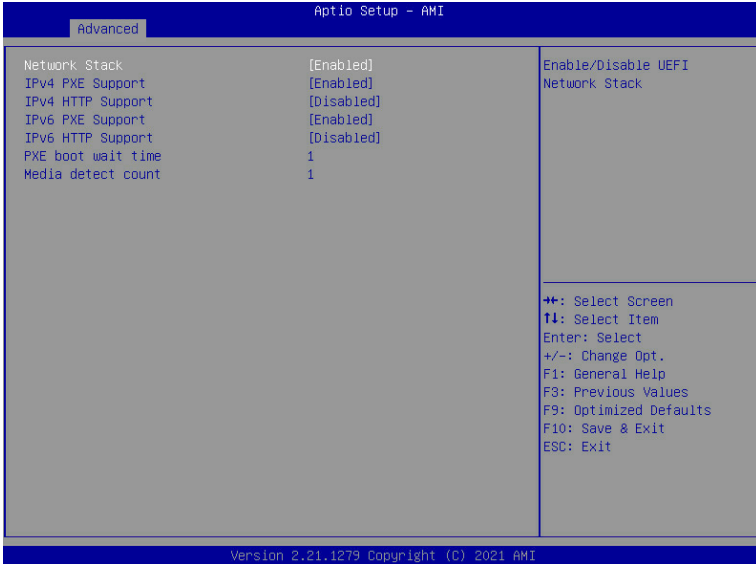 Aptio Setup – AMI
Advanced
Network Stack [Enabled]
IPv4 PXE Support [Enabled]
IPv4 HTTP Support [Disabled]
IPv6 PXE Support [Enabled]
IPv6 HTTP Support [Disabled]
PXE boot wait time 1
Media detect count 1
Enable/Disable UEFI
Network Stack
→←: Select Screen
↑↓: Select Item
Enter: Select
+/-: Change Opt.
F1: General Help
F3: Previous Values
F9: Optimized Defaults
F10: Save & Exit
ESC: Exit
Version 2.21.1279 Copyright (C) 2021 AMI